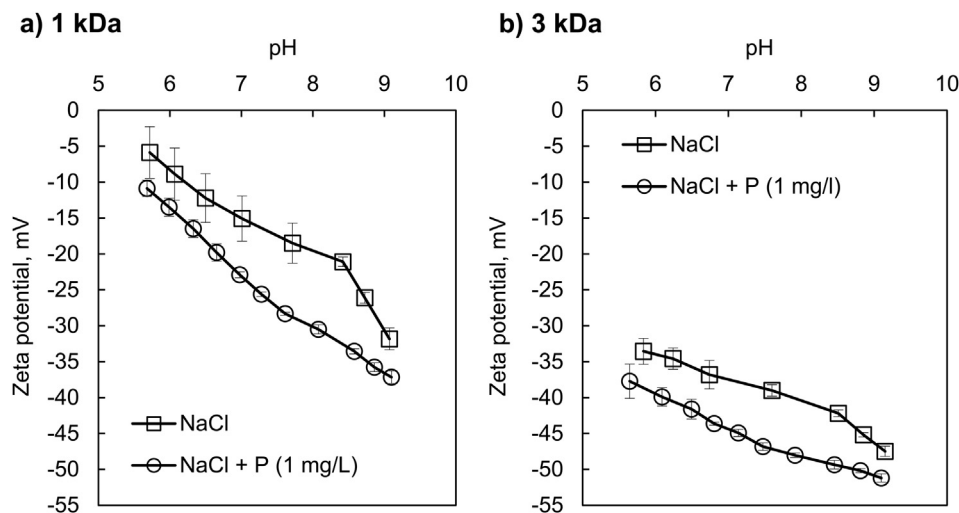 a) 1 kDa
pH
5 6 7 8 9 10
0
-5
-10
-15
-20
-25
-30
-35
-40
-45
-50
-55
Zeta potential, mV
NaCl
NaCl + P (1 mg/L)
b) 3 kDa
pH
5 6 7 8 9 10
0
-5
-10
-15
-20
-25
-30
-35
-40
-45
-50
-55
Zeta potential, mV
NaCl
NaCl + P (1 mg/l)